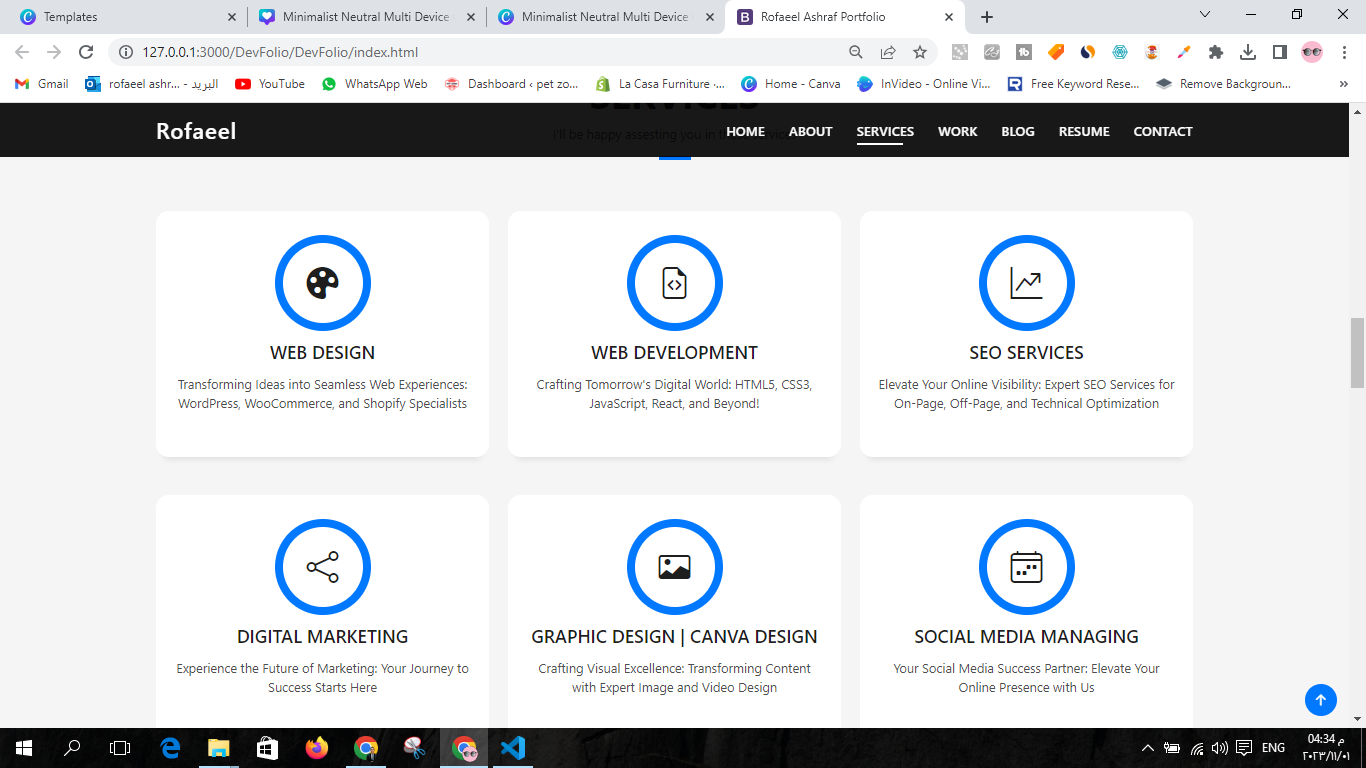 Templates
Minimalist Neutral Multi Device
Minimalist Neutral Multi Device
Rofaeel Ashraf Portfolio
127.0.0.1:3000/DevFolio/DevFolio/index.html
Gmail
rofaeel ashr... - البريد
YouTube
WhatsApp Web
Dashboard ‹ pet zo...
La Casa Furniture ·...
Home - Canva
InVideo - Online Vi...
Free Keyword Rese...
Remove Backgroun...
SERVICES
Rofaeel
I'll be happy assesting you in
HOME
ABOUT
SERVICES
WORK
BLOG
RESUME
CONTACT
WEB DESIGN
Transforming Ideas into Seamless Web Experiences:
WordPress, WooCommerce, and Shopify Specialists
WEB DEVELOPMENT
Crafting Tomorrow's Digital World: HTML5, CSS3,
JavaScript, React, and Beyond!
SEO SERVICES
Elevate Your Online Visibility: Expert SEO Services for
On-Page, Off-Page, and Technical Optimization
DIGITAL MARKETING
Experience the Future of Marketing: Your Journey to
Success Starts Here
GRAPHIC DESIGN | CANVA DESIGN
Crafting Visual Excellence: Transforming Content
with Expert Image and Video Design
SOCIAL MEDIA MANAGING
Your Social Media Success Partner: Elevate Your
Online Presence with Us
ENG
04:34 م
٢٠٢٣/١١/٠١